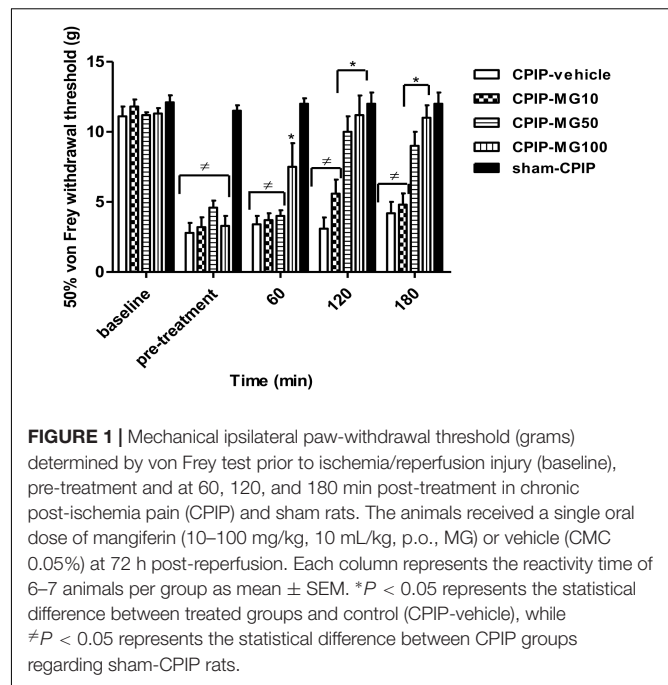 50% von Frey withdrawal threshold (g)
15
10
5
0
*
*
*
≠
≠
≠
≠
baseline
pre-treatment
60
120
180
Time (min)
CPIP-vehicle
CPIP-MG10
CPIP-MG50
CPIP-MG100
sham-CPIP
FIGURE 1 | Mechanical ipsilateral paw-withdrawal threshold (grams)
determined by von Frey test prior to ischemia/reperfusion injury (baseline),
pre-treatment and at 60, 120, and 180 min post-treatment in chronic
post-ischemia pain (CPIP) and sham rats. The animals received a single oral
dose of mangiferin (10–100 mg/kg, 10 mL/kg, p.o., MG) or vehicle (CMC
0.05%) at 72 h post-reperfusion. Each column represents the reactivity time of
6–7 animals per group as mean ± SEM. *P < 0.05 represents the statistical
difference between treated groups and control (CPIP-vehicle), while
≠P < 0.05 represents the statistical difference between CPIP groups
regarding sham-CPIP rats.